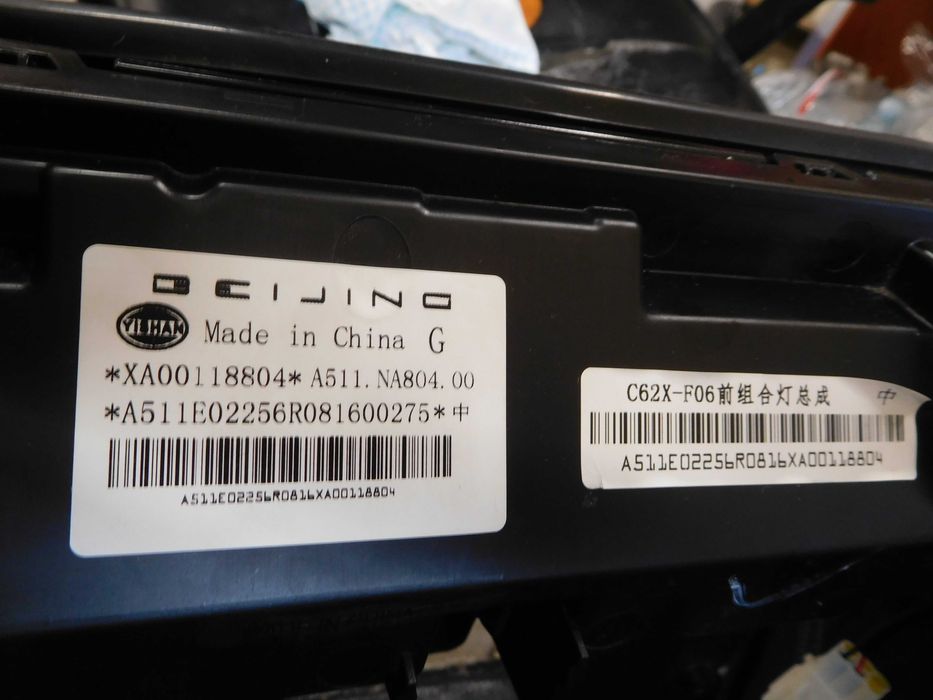 BEIJING
YISHAN
Made in China G
*XA00118804* A511.NA804.00
*A511E02256R081600275*中
A511E02256R0816XA00118804
C62X-F06前组合灯总成 中
A511E02256R0816XA00118804